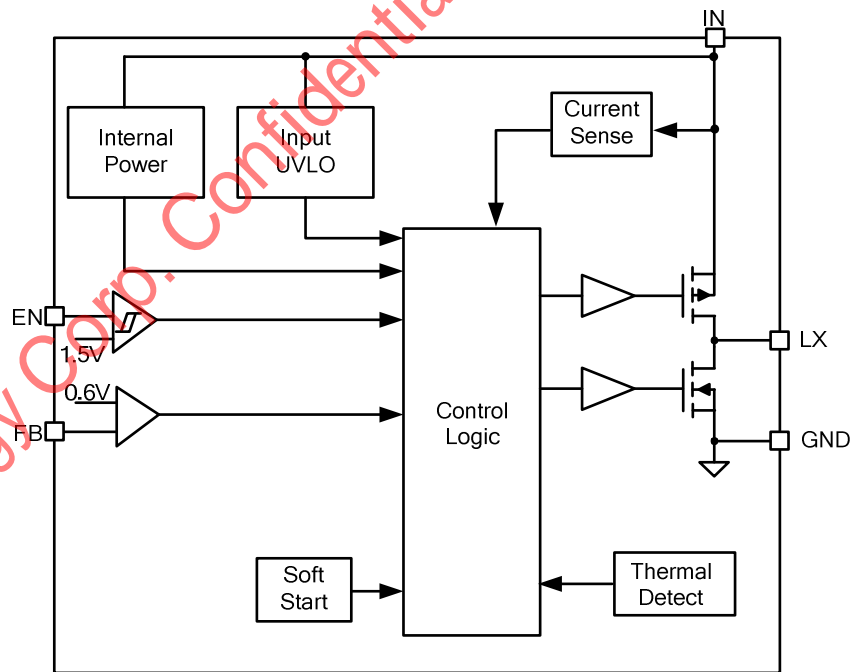 IN
Internal
Power
Input
UVLO
Current
Sense
EN
1.5V
0.6V
FB
Control
Logic
LX
GND
Soft
Start
Thermal
Detect
gy Corp. Confidential